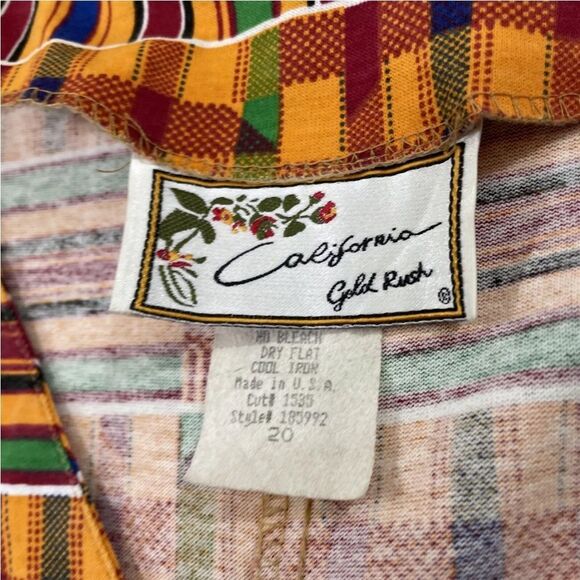 California
Gold Rush
®
NO BLEACH
DRY FLAT
COOL IRON
Made in U.S.A.
Cut# 1535
Style# 185992
20